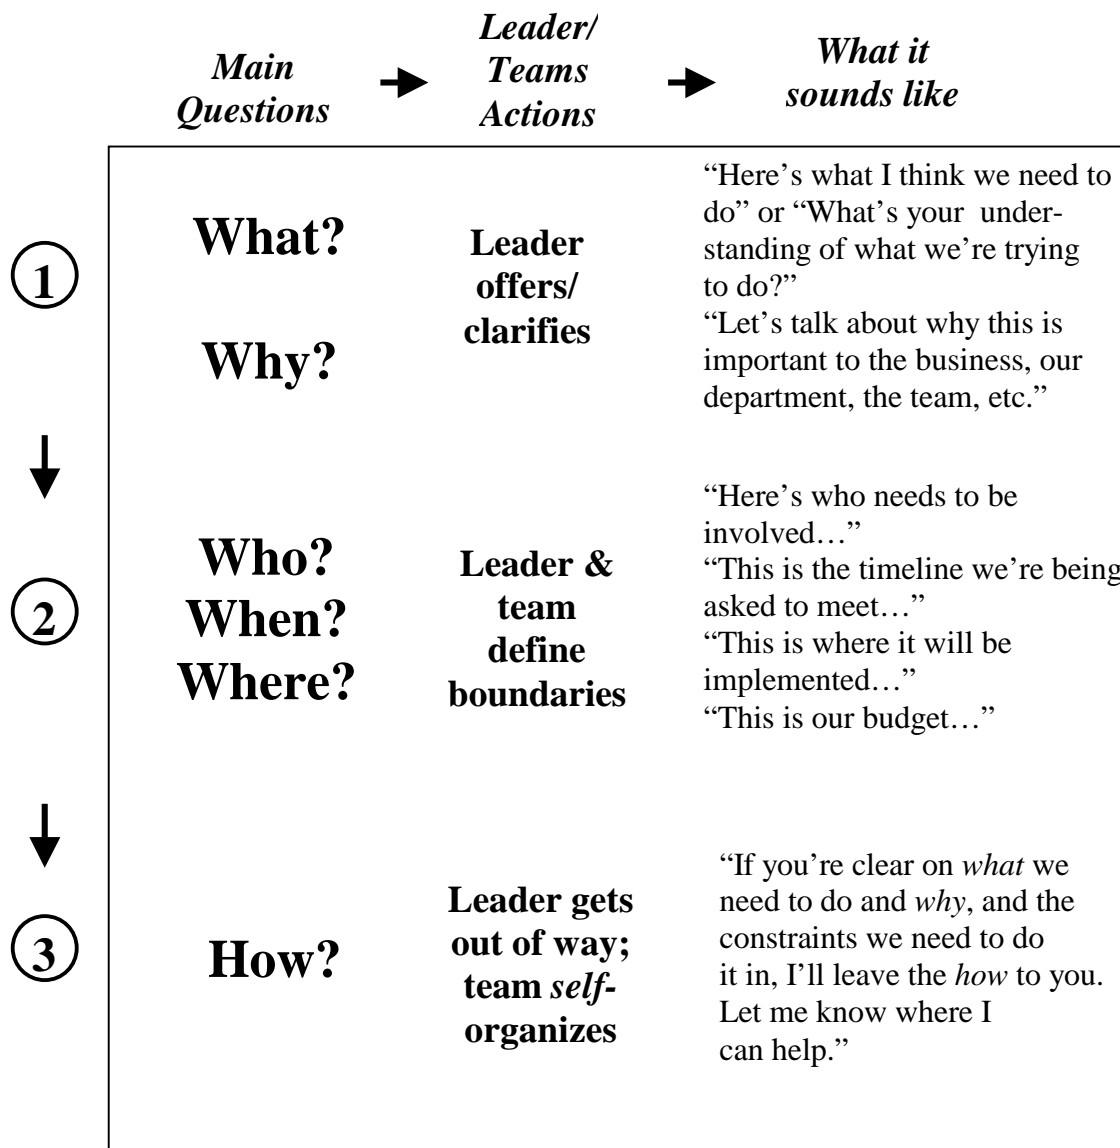 Main
Questions
Leader/
Teams
Actions
What it
sounds like
1
What?
Why?
Leader
offers/
clarifies
“Here’s what I think we need to
do” or “What’s your under-
standing of what we’re trying
to do?”
“Let’s talk about why this is
important to the business, our
department, the team, etc.”
2
Who?
When?
Where?
Leader &
team
define
boundaries
“Here’s who needs to be
involved…”
“This is the timeline we’re being
asked to meet…”
“This is where it will be
implemented…”
“This is our budget…”
3
How?
Leader gets
out of way;
team self-
organizes
“If you’re clear on what we
need to do and why, and the
constraints we need to do
it in, I’ll leave the how to you.
Let me know where I
can help.”